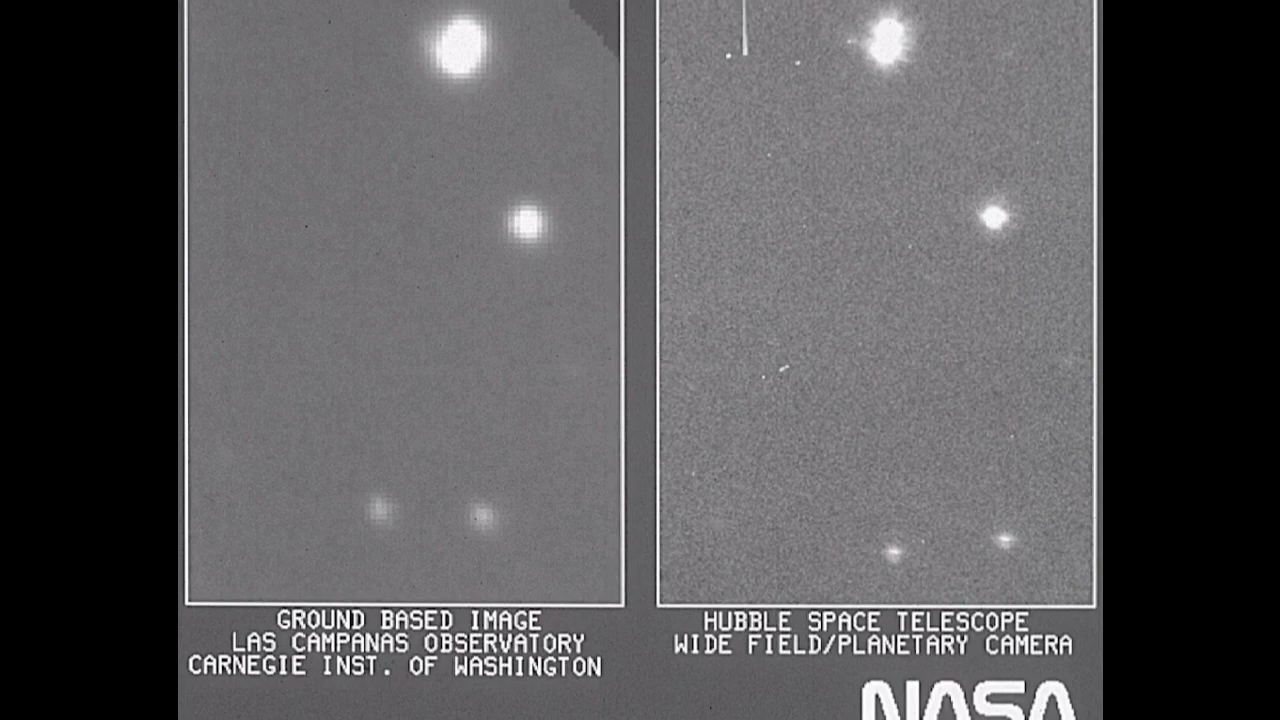 GROUND BASED IMAGE
LAS CAMPANAS OBSERVATORY
CARNEGIE INST. OF WASHINGTON
HUBBLE SPACE TELESCOPE
WIDE FIELD/PLANETARY CAMERA
NASA